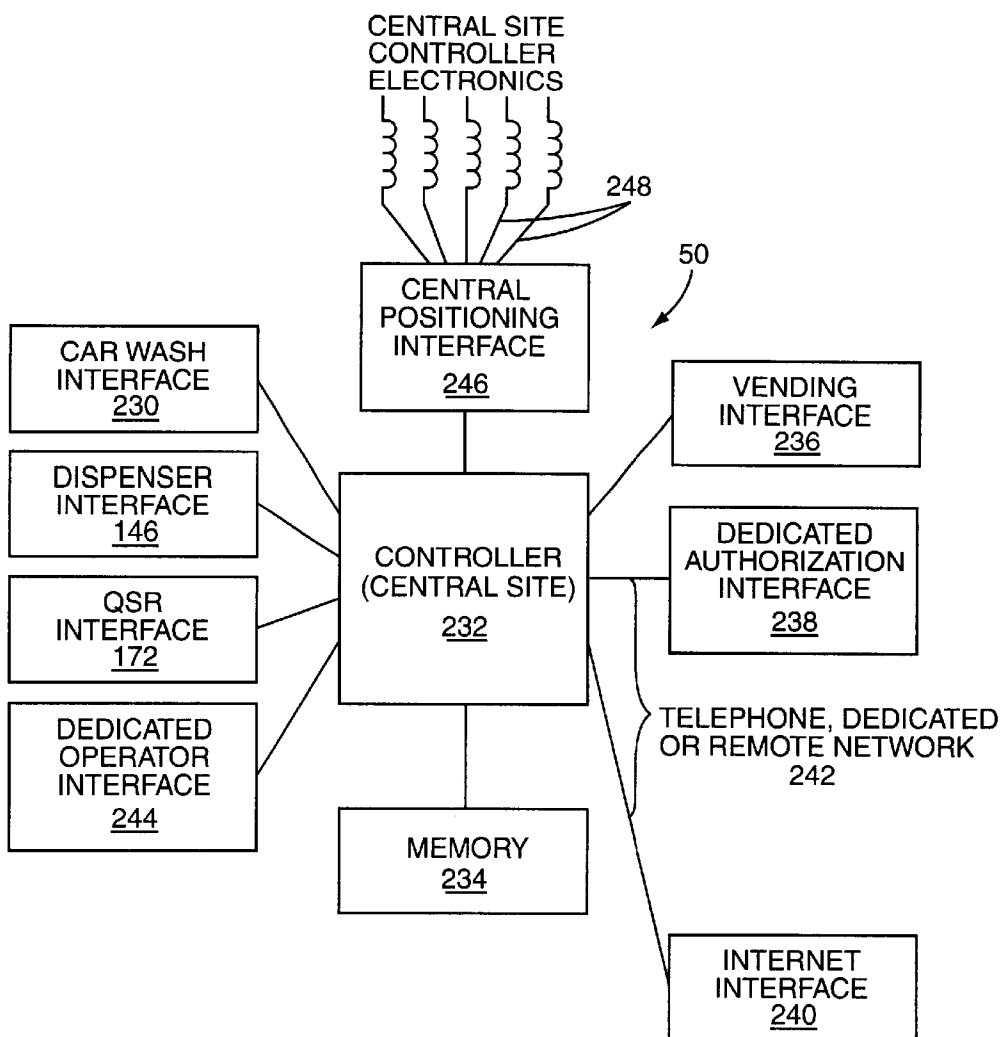 CENTRAL SITE
CONTROLLER
ELECTRONICS
248
50
CENTRAL
POSITIONING
INTERFACE
246
CAR WASH
INTERFACE
230
VENDING
INTERFACE
236
DISPENSER
INTERFACE
146
CONTROLLER
(CENTRAL SITE)
232
DEDICATED
AUTHORIZATION
INTERFACE
238
QSR
INTERFACE
172
DEDICATED
OPERATOR
INTERFACE
244
TELEPHONE, DEDICATED
OR REMOTE NETWORK
242
MEMORY
234
INTERNET
INTERFACE
240